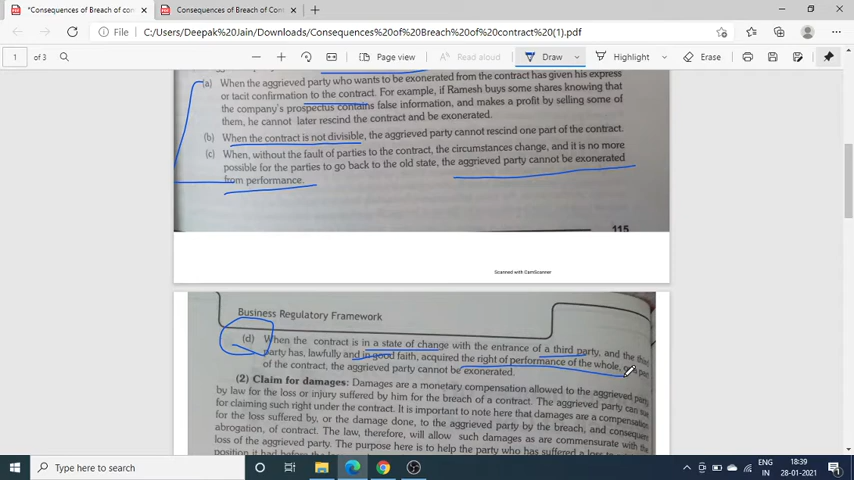 *Consequences of Breach of con
Consequences of Breach of Con
File
C:/Users/Deepak%20Jain/Downloads/Consequences%20of%20Breach%20of%20contract%20(1).pdf
1
of 3
Page view
Read aloud
Draw
Highlight
Erase
(a) When the aggrieved party who wants to be exonerated from the contract has given his express
or tacit confirmation to the contract. For example, if Ramesh buys some shares knowing that
the company's prospectus contains false information, and makes a profit by selling some of
them, he cannot later rescind the contract and be exonerated.
(b) When the contract is not divisible, the aggrieved party cannot rescind one part of the contract.
(c) When, without the fault of parties to the contract, the circumstances change, and it is no more
possible for the parties to go back to the old state, the aggrieved party cannot be exonerated
from performance.
115
Scanned with CamScanner
Business Regulatory Framework
(d) When the contract is in a state of change with the entrance of a third party, and the third
party has, lawfully and in good faith, acquired the right of performance of the whole,
of the contract, the aggrieved party cannot be exonerated.
(2) Claim for damages: Damages are a monetary compensation allowed to the aggrieved party
by law for the loss or injury suffered by him for the breach of a contract. The aggrieved party can sue
for claiming such right under the contract. It is important to note here that damages are a compensation
for the loss suffered by, or the damage done, to the aggrieved party by the breach, and consequent
abrogation, of contract. The law, therefore, will allow such damages as are commensurate with the
loss of the aggrieved party. The purpose here is to help the party who has suffered a loss to
position it had before the
Type here to search
ENG
IN
18:39
28-01-2021